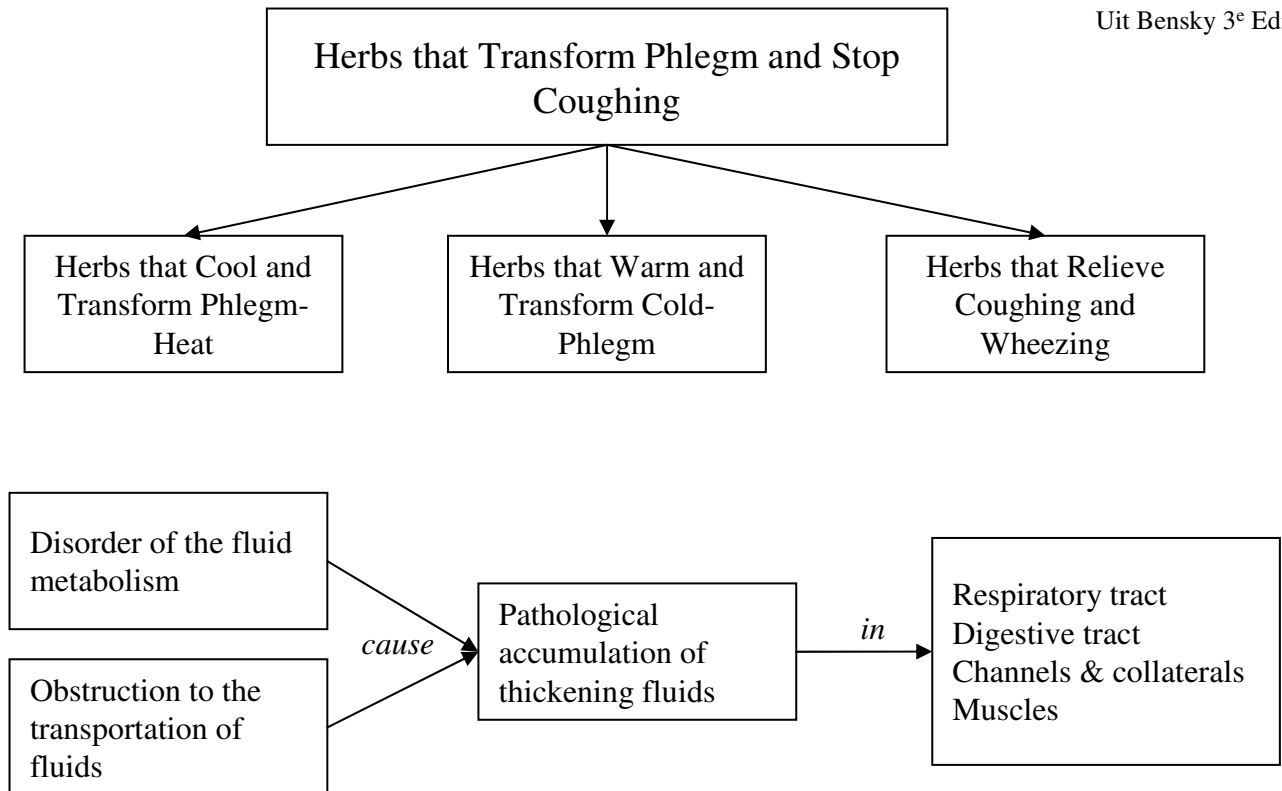 Uit Bensky 3e Ed
Herbs that Transform Phlegm and Stop
Coughing
Herbs that Cool and
Transform Phlegm-
Heat
Herbs that Warm and
Transform Cold-
Phlegm
Herbs that Relieve
Coughing and
Wheezing
Disorder of the fluid
metabolism
Obstruction to the
transportation of
fluids
cause
Pathological
accumulation of
thickening fluids
in
Respiratory tract
Digestive tract
Channels & collaterals
Muscles